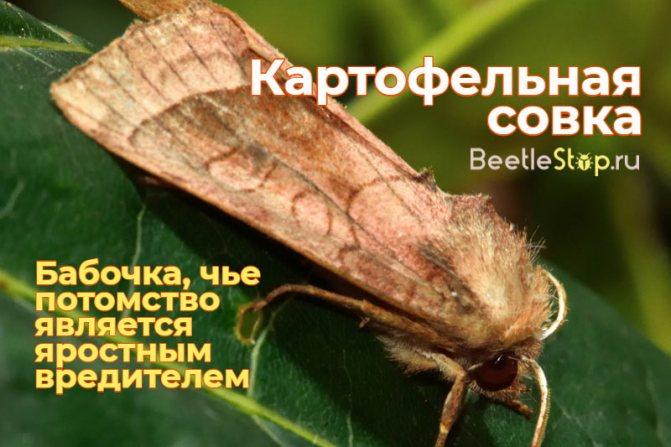 Картофельная
совка
BeetleStop.ru
Бабочка, чье
потомство
является
яростным
вредителем